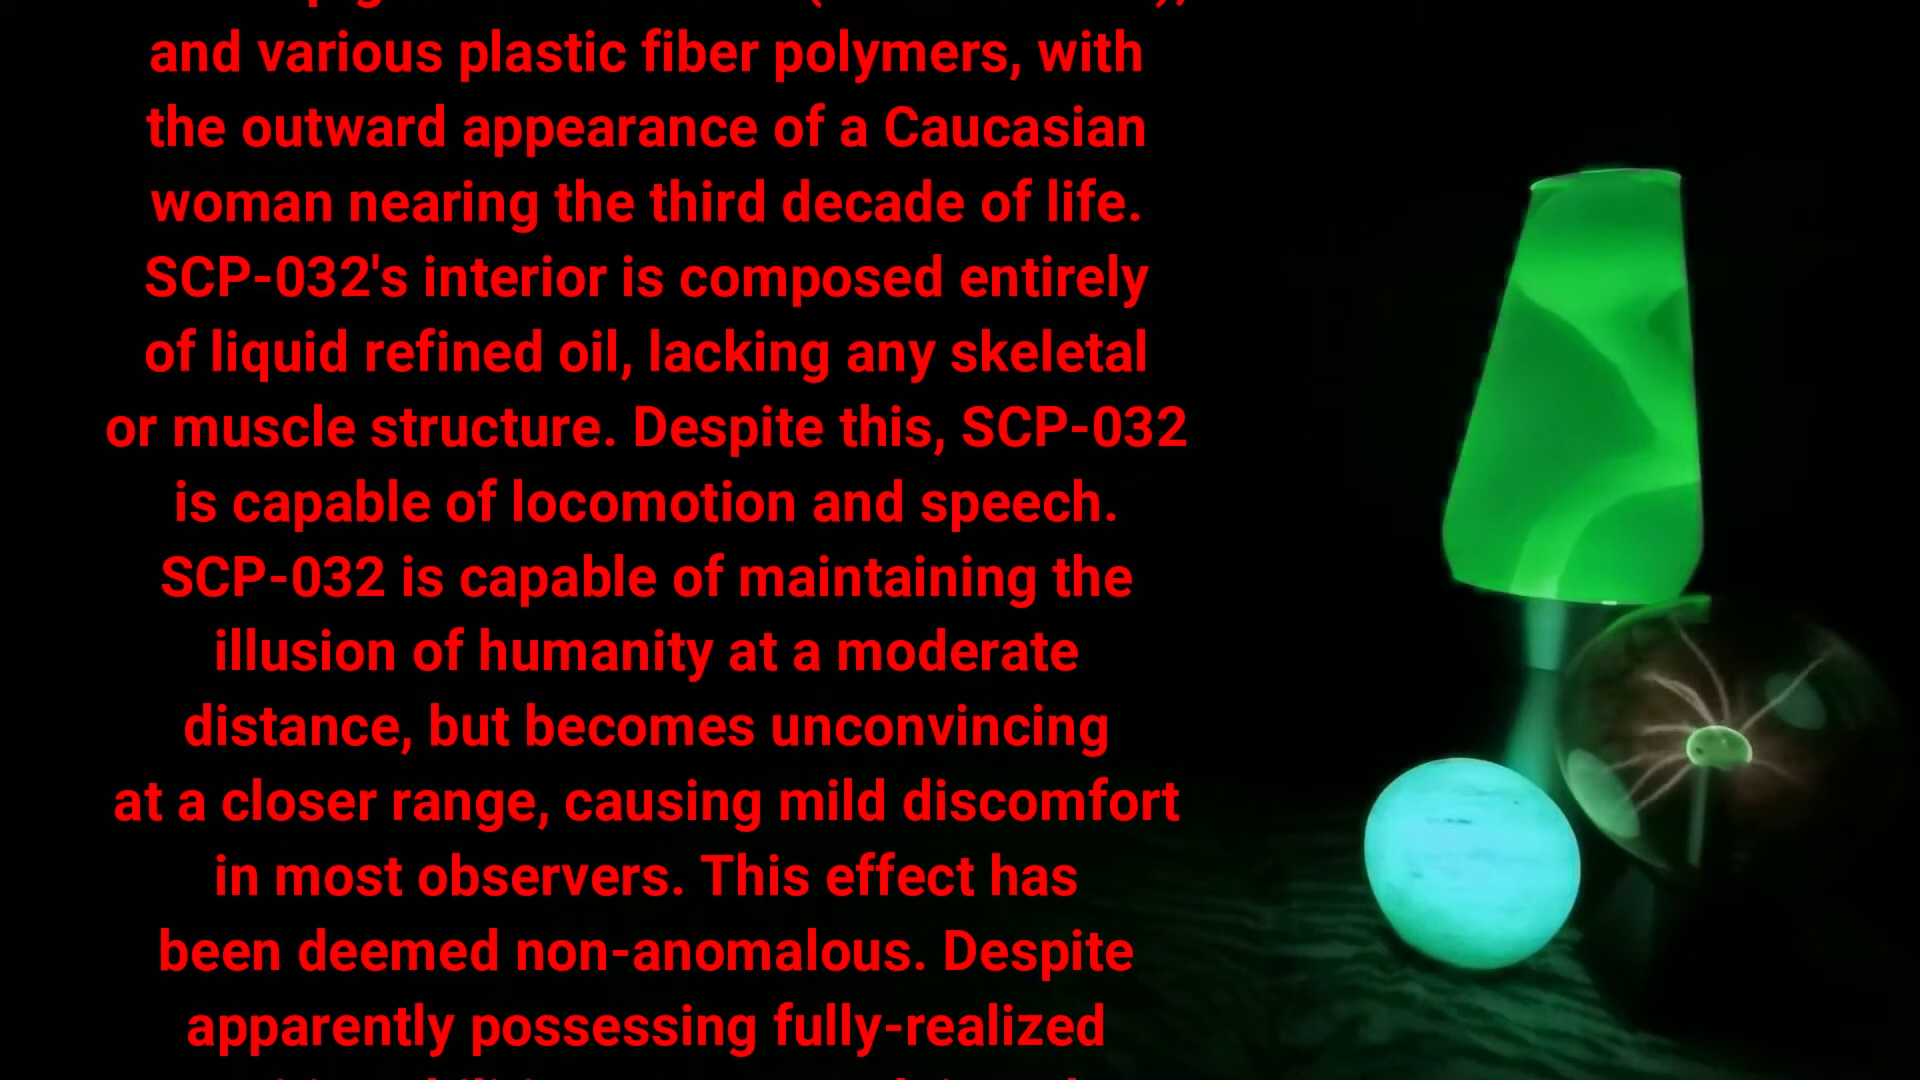 and various plastic fiber polymers, with
the outward appearance of a Caucasian
woman nearing the third decade of life.
SCP-032's interior is composed entirely
of liquid refined oil, lacking any skeletal
or muscle structure. Despite this, SCP-032
is capable of locomotion and speech.
SCP-032 is capable of maintaining the
illusion of humanity at a moderate
distance, but becomes unconvincing
at a closer range, causing mild discomfort
in most observers. This effect has
been deemed non-anomalous. Despite
apparently possessing fully-realized